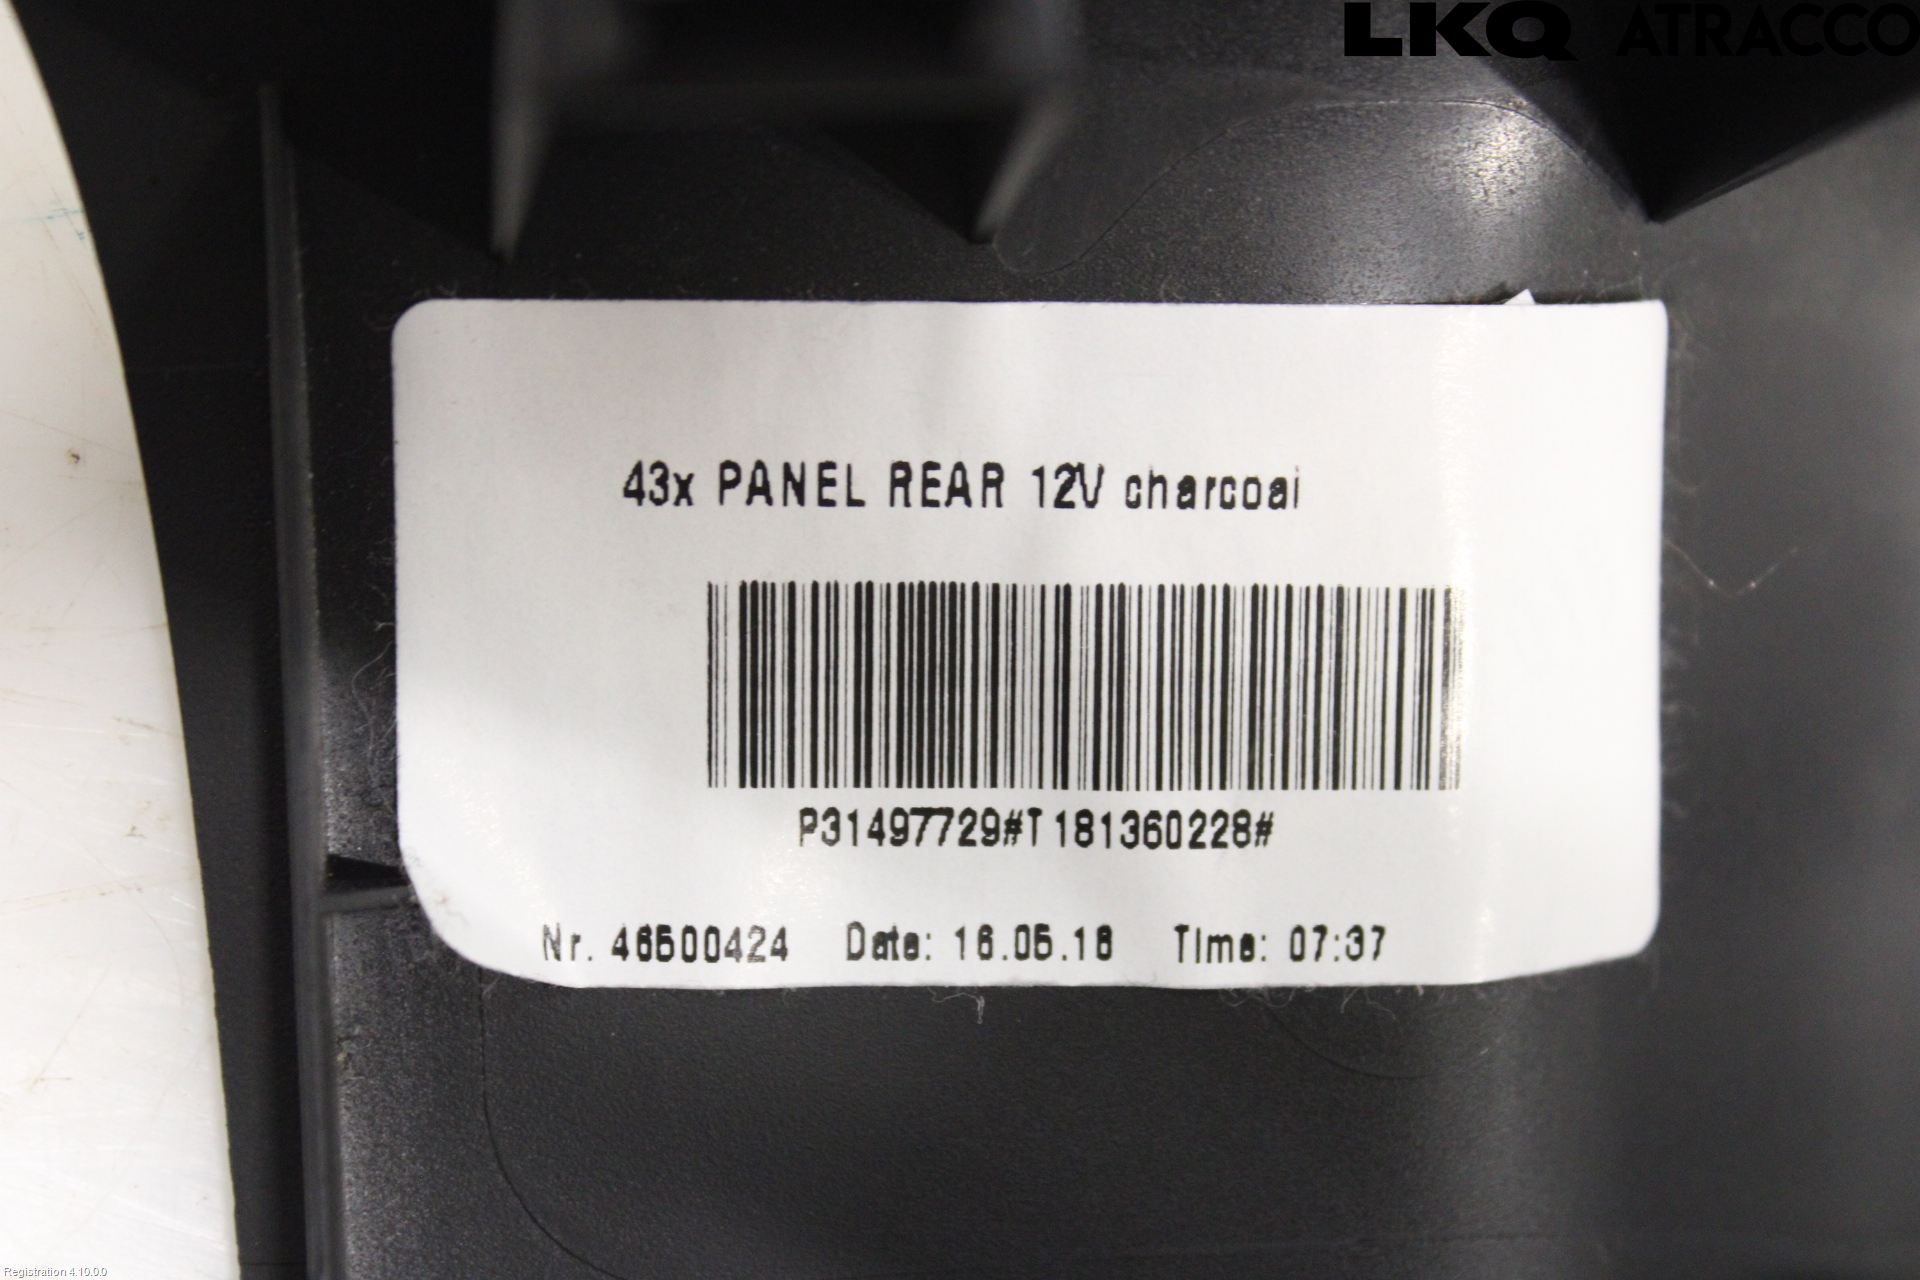 LKQ ATRACCO
43x PANEL REAR 12V charcoal
P31497729#T181360228#
Nr. 46500424 Date: 16.05.18 Time: 07:37
Registration 4.10.0.0